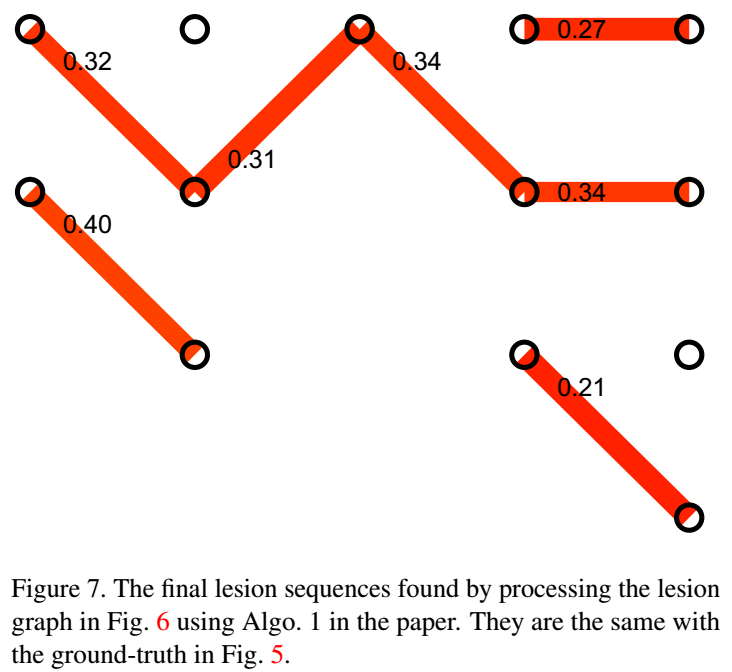 0.27
0.32
0.34
0.31
0.34
0.40
0.21
Figure 7. The final lesion sequences found by processing the lesion
graph in Fig. 6 using Algo. 1 in the paper. They are the same with
the ground-truth in Fig. 5.